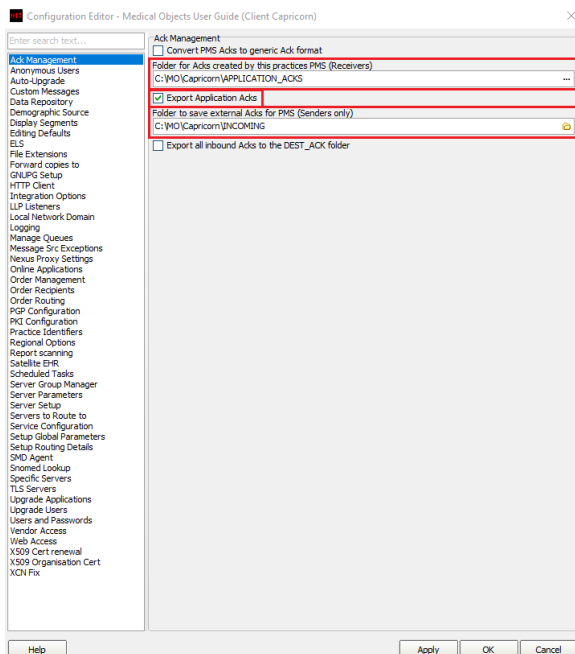 Configuration Editor - Medical Objects User Guide (Client Capricorn)
Enter search text...
Ack Management
Anonymous Users
Auto-Upgrade
Custom Messages
Data Repository
Demographic Source
Display Segments
Editing Defaults
ELS
File Extensions
Forward copies to
GNUPG Setup
HTTP Client
Integration Options
LLP Listeners
Local Network Domain
Logging
Manage Queues
Message Src Exceptions
Nexus Proxy Settings
Online Applications
Order Management
Order Recipients
Order Routing
PGP Configuration
PKI Configuration
Practice Identifiers
Regional Options
Report scanning
Satellite EHR
Scheduled Tasks
Server Group Manager
Server Parameters
Server Setup
Servers to Route to
Service Configuration
Setup Global Parameters
Setup Routing Details
SMD Agent
Snomed Lookup
Specific Servers
TLS Servers
Upgrade Applications
Upgrade Users
Users and Passwords
Vendor Access
Web Access
X509 Cert renewal
X509 Organisation Cert
XCN Fix
Ack Management
Convert PMS Acks to generic Ack format
Folder for Acks created by this practices PMS (Receivers)
C:\MO\Capricorn\APPLICATION_ACKS
...
Export Application Acks
Folder to save external Acks for PMS (Senders only)
C:\MO\Capricorn\INCOMING
Export all inbound Acks to the DEST_ACK folder
Help
Apply
OK
Cancel